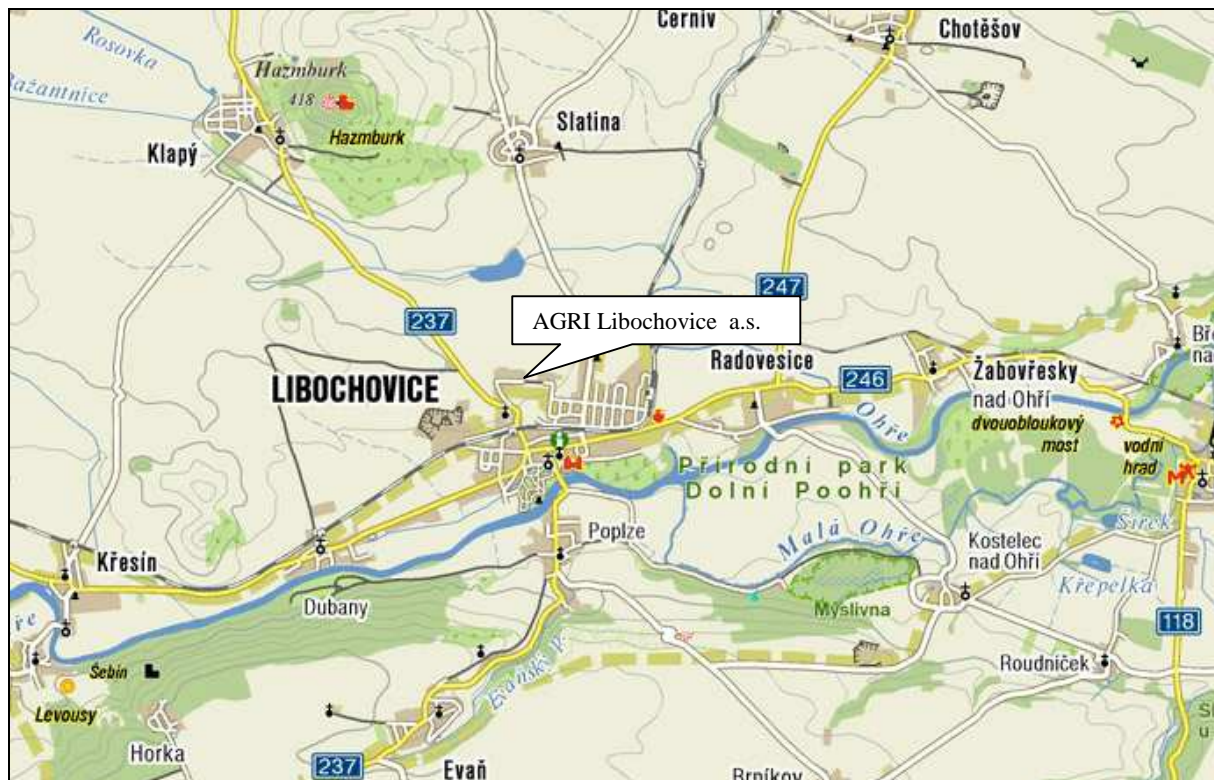 Černiv
Chotěšov
Rosovka
Hazmburk
418
Bažantnice
Slatina
Hazmburk
Klapý
247
237
AGRI Libochovice a.s.
Radovesice
246
LIBOCHOVICE
Žabovřesky
nad Ohří
Ohře
dvouobloukový
most
vodní
hrad
Přírodní park
Dolní Poohří
Poplze
Malá Ohře
Šírek
Kostelec
nad Ohří
Křesín
Křepelka
Dubany
Myslivna
118
Šebín
Evaňský p.
Roudníček
Levousy
Horka
237
Evaň
Brníkov